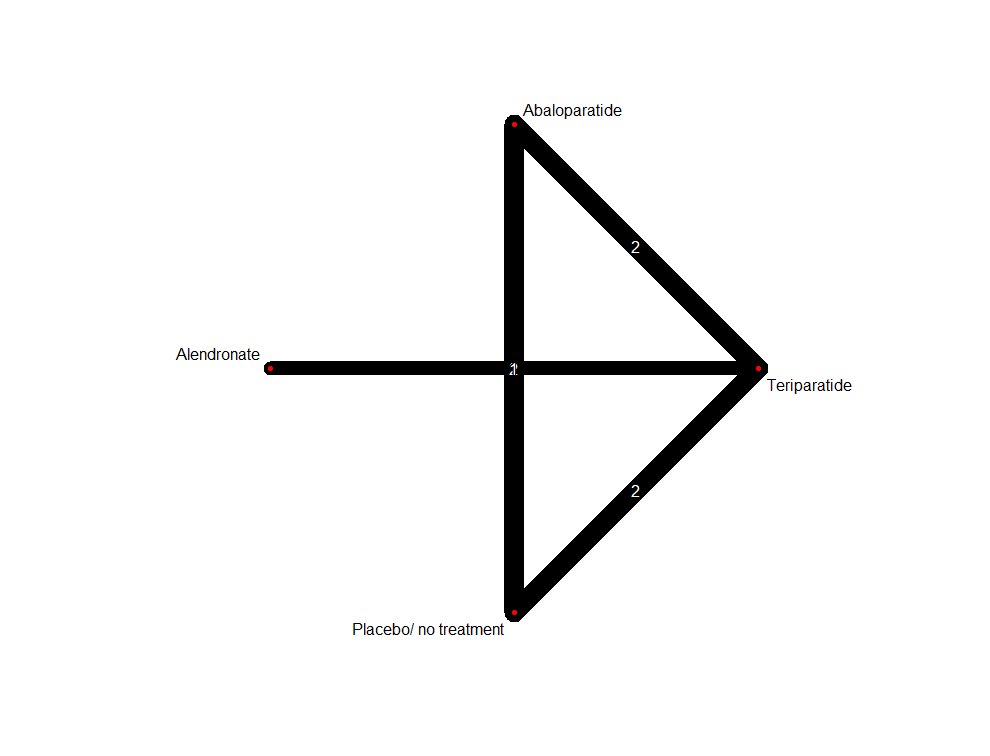 Abaloparatide
2
Alendronate
Teriparatide
2
Placebo/ no treatment